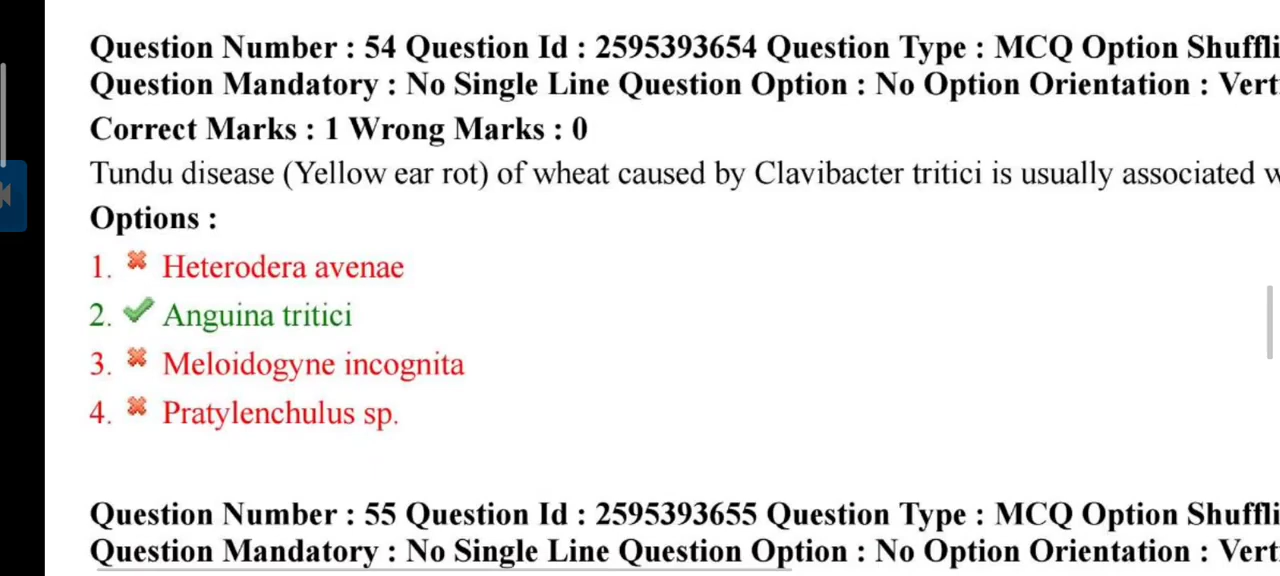 Question Number : 54 Question Id : 2595393654 Question Type : MCQ Option Shuffli
Question Mandatory : No Single Line Question Option : No Option Orientation : Vert
Correct Marks : 1 Wrong Marks : 0
Tundu disease (Yellow ear rot) of wheat caused by Clavibacter tritici is usually associated w
Options :
1. Heterodera avenae
2. Anguina tritici
3. Meloidogyne incognita
4. Pratylenchulus sp.
Question Number : 55 Question Id : 2595393655 Question Type : MCQ Option Shuffli
Question Mandatory : No Single Line Question Option : No Option Orientation : Vert